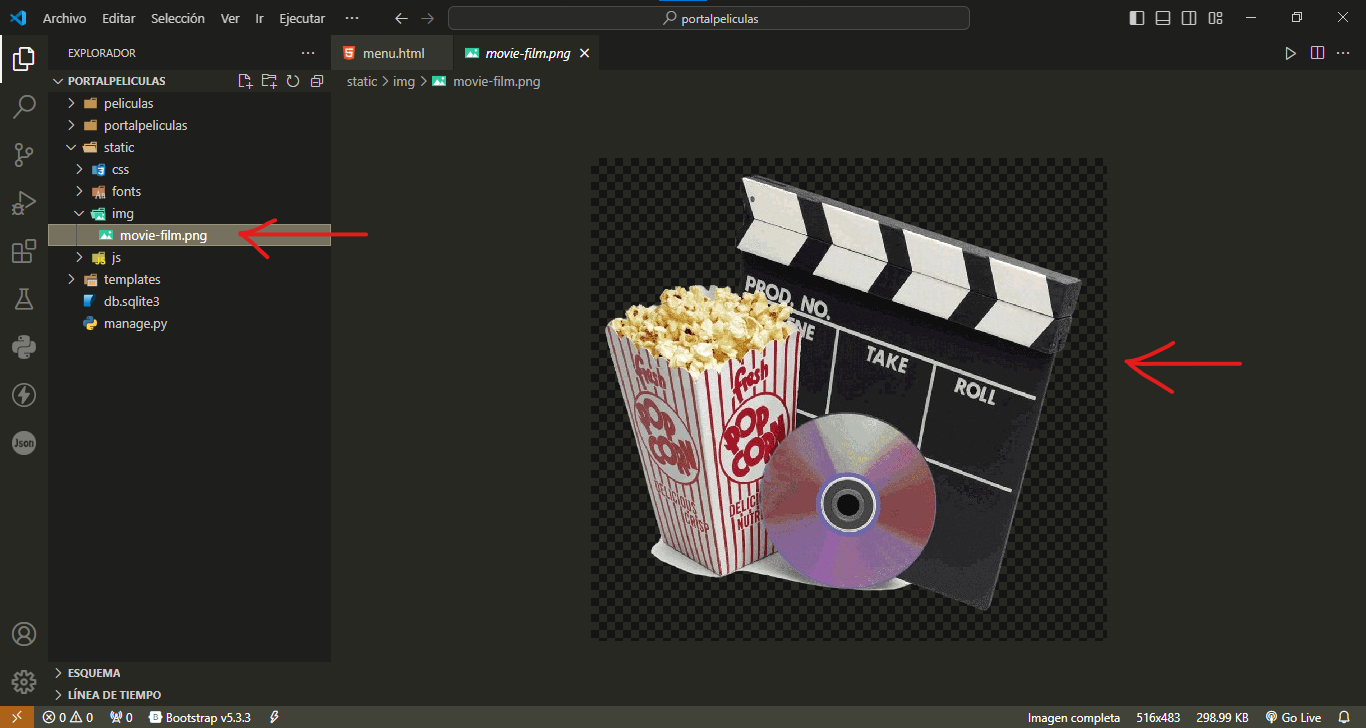 Archivo Editar Selección Ver Ir Ejecutar ··· portalpeliculas
EXPLORADOR ···
menu.html movie-film.png
PORTALPELICULAS
static > img > movie-film.png
peliculas
portalpeliculas
static
css
fonts
img
movie-film.png
js
templates
db.sqlite3
manage.py
PROD. NO.
ENE
TAKE
ROLL
fresh
POP
CORN
DELICIOUS
CRISP
fresh
POP
CORN
DELICI
NUTR
Json
ESQUEMA
LÍNEA DE TIEMPO
0 0 0 Bootstrap v5.3.3 Imagen completa 516x483 298.99 KB Go Live